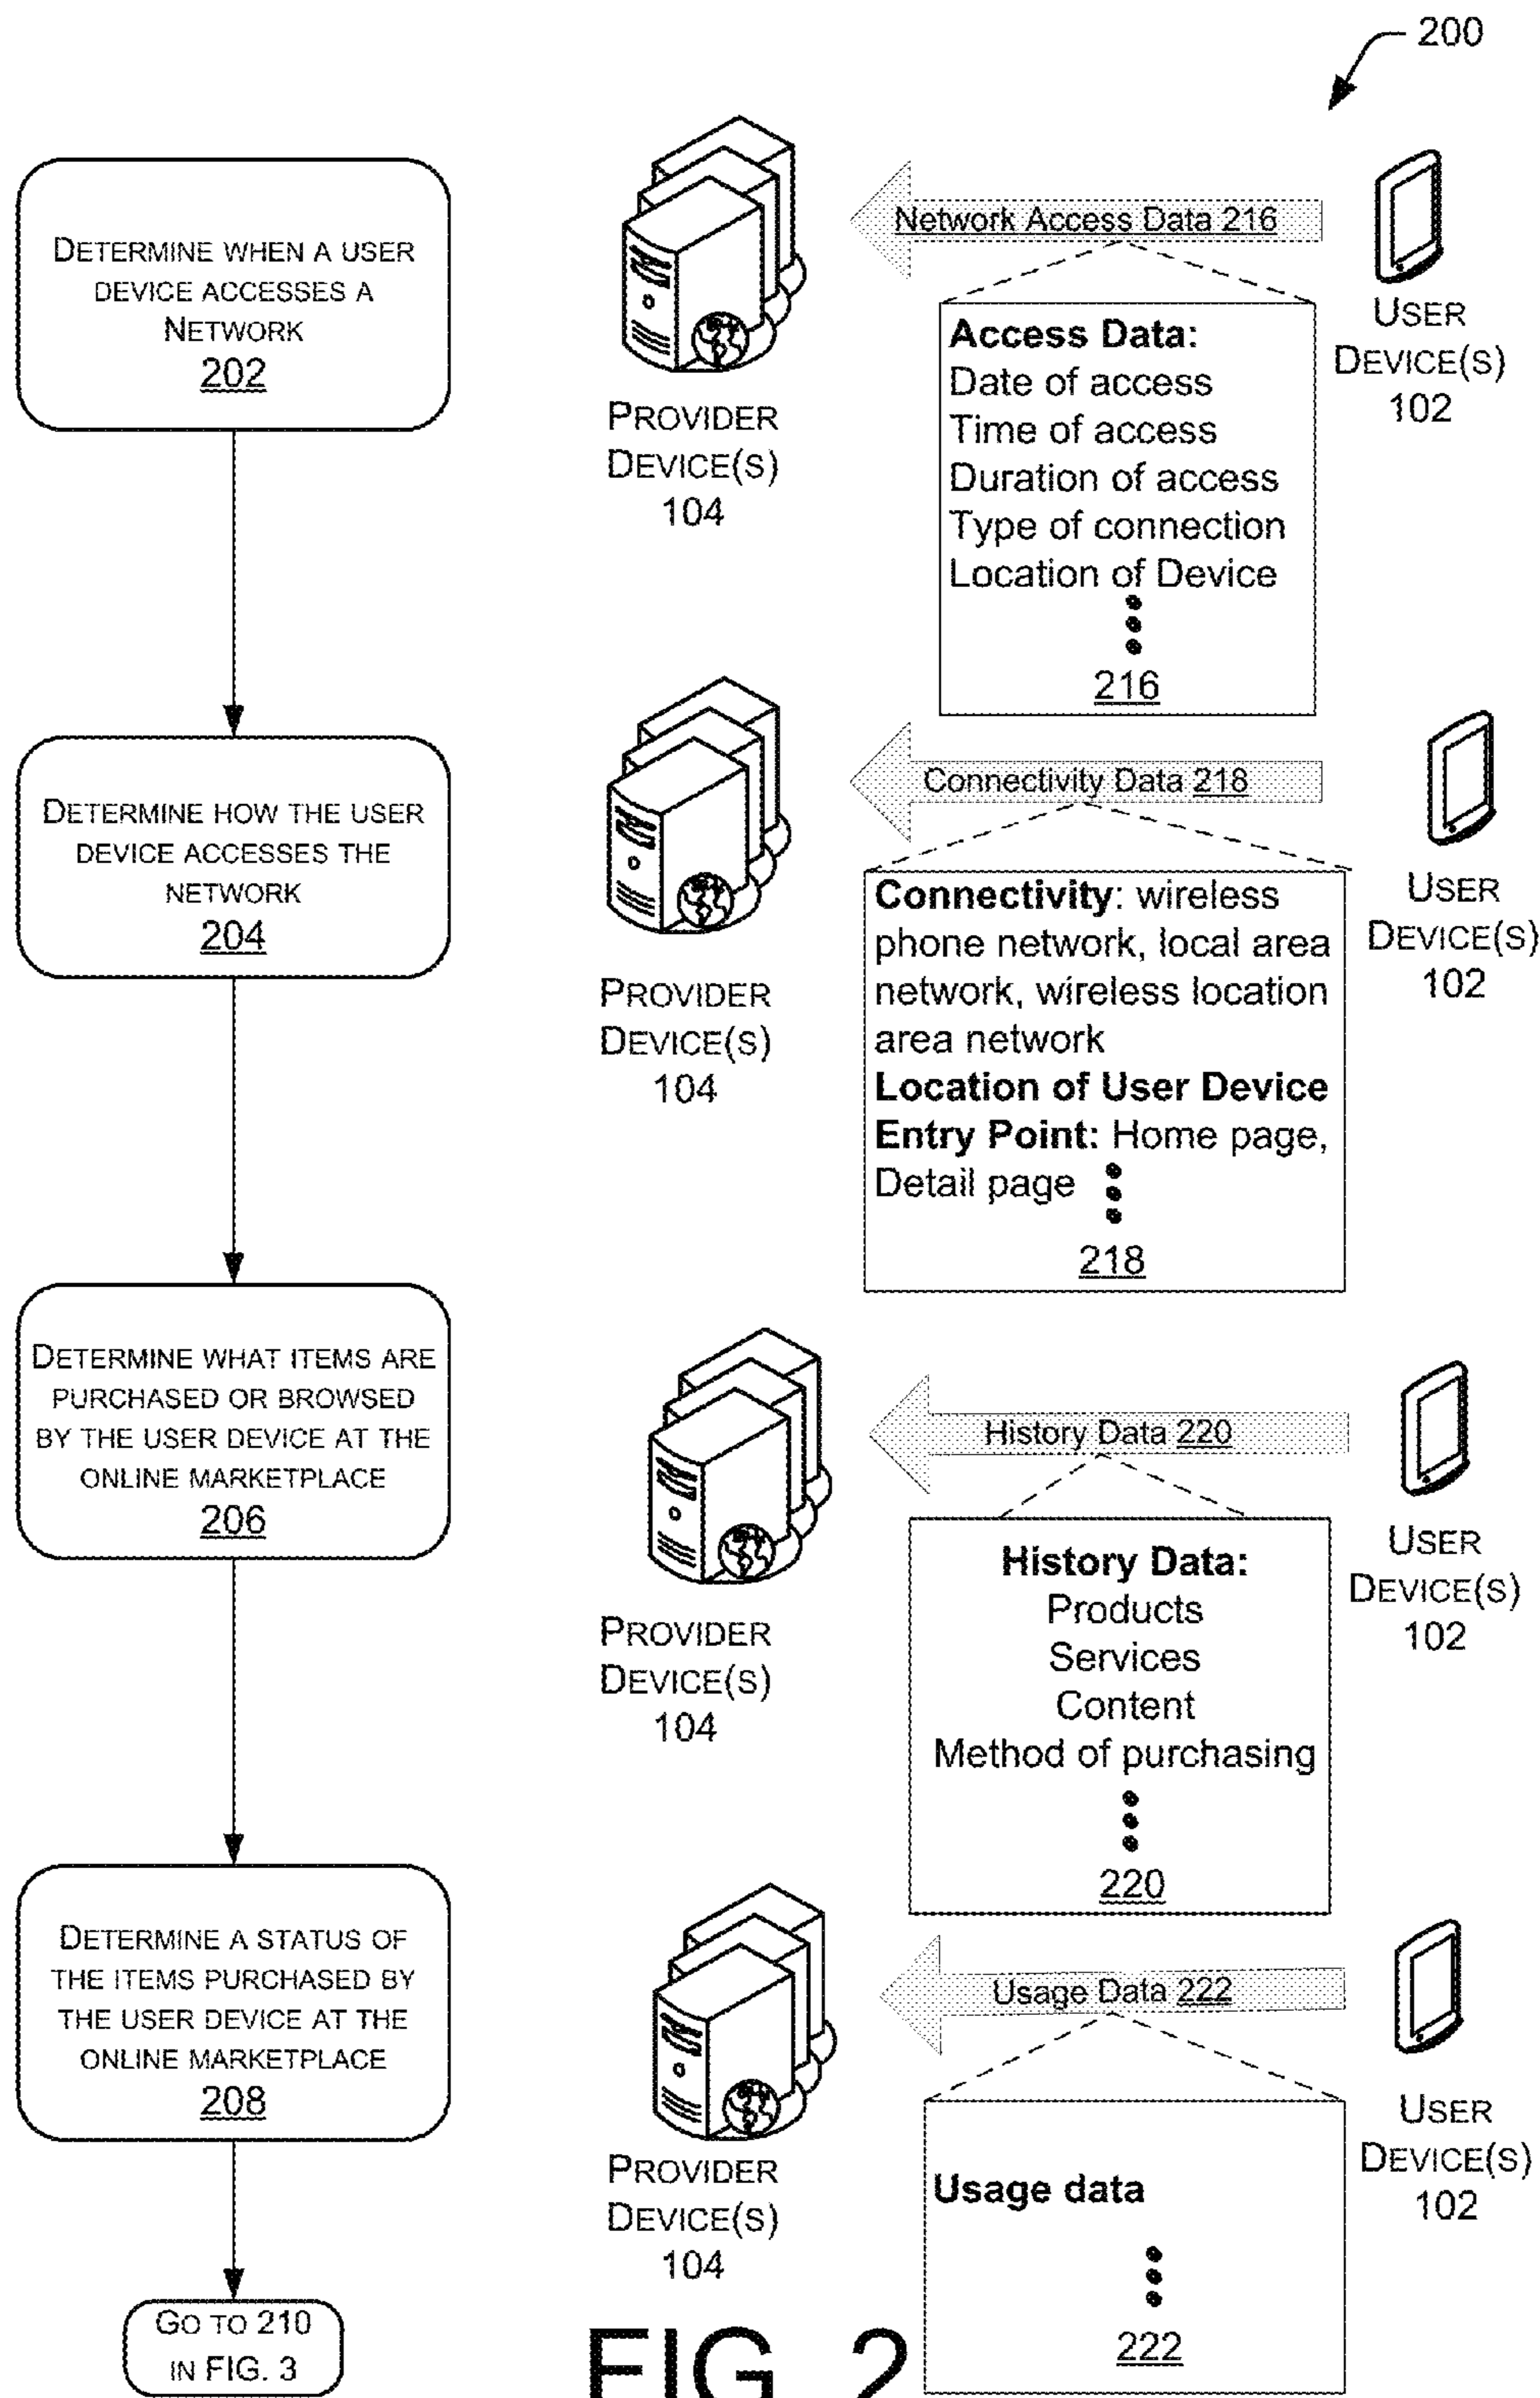 200
DETERMINE WHEN A USER
DEVICE ACCESSES A
NETWORK
202
PROVIDER
DEVICE(S)
104
Network Access Data 216
Access Data:
Date of access
Time of access
Duration of access
Type of connection
Location of Device
216
USER
DEVICE(S)
102
DETERMINE HOW THE USER
DEVICE ACCESSES THE
NETWORK
204
PROVIDER
DEVICE(S)
104
Connectivity Data 218
Connectivity: wireless
phone network, local area
network, wireless location
area network
Location of User Device
Entry Point: Home page,
Detail page
218
USER
DEVICE(S)
102
DETERMINE WHAT ITEMS ARE
PURCHASED OR BROWSED
BY THE USER DEVICE AT THE
ONLINE MARKETPLACE
206
PROVIDER
DEVICE(S)
104
History Data 220
History Data:
Products
Services
Content
Method of purchasing
220
USER
DEVICE(S)
102
DETERMINE A STATUS OF
THE ITEMS PURCHASED BY
THE USER DEVICE AT THE
ONLINE MARKETPLACE
208
PROVIDER
DEVICE(S)
104
Usage Data 222
Usage data
222
USER
DEVICE(S)
102
GO TO 210
IN FIG. 3
FIG. 2